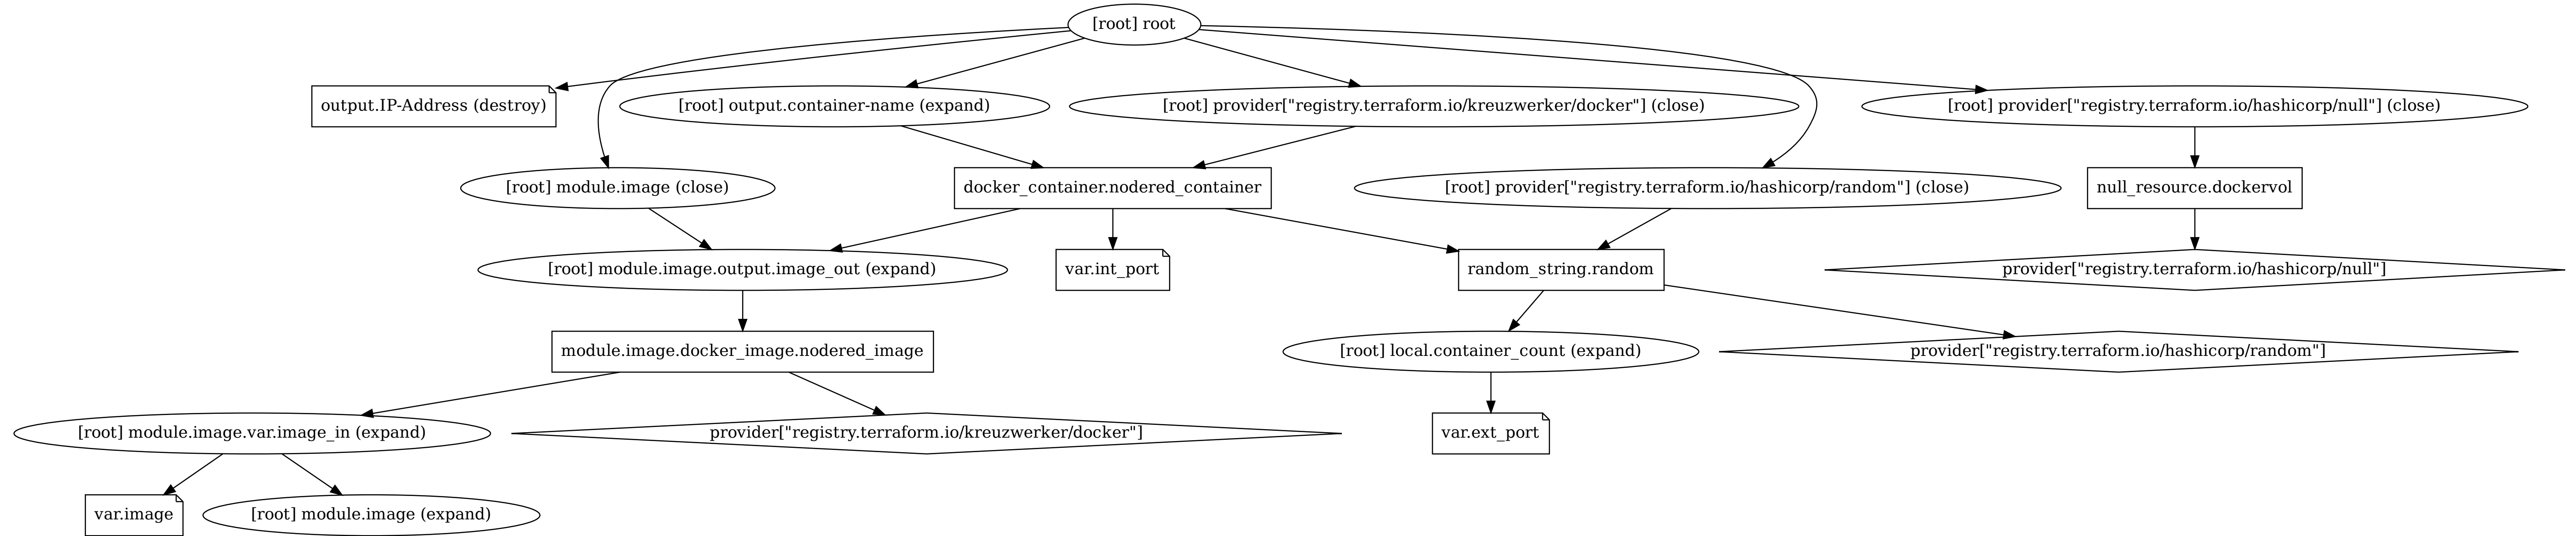 [root] root
output.IP-Address (destroy)
[root] output.container-name (expand)
[root] provider["registry.terraform.io/kreuzwerker/docker"] (close)
[root] provider["registry.terraform.io/hashicorp/null"] (close)
[root] module.image (close)
docker_container.nodered_container
[root] provider["registry.terraform.io/hashicorp/random"] (close)
null_resource.dockervol
[root] module.image.output.image_out (expand)
var.int_port
random_string.random
provider["registry.terraform.io/hashicorp/null"]
module.image.docker_image.nodered_image
[root] local.container_count (expand)
provider["registry.terraform.io/hashicorp/random"]
[root] module.image.var.image_in (expand)
provider["registry.terraform.io/kreuzwerker/docker"]
var.ext_port
var.image
[root] module.image (expand)